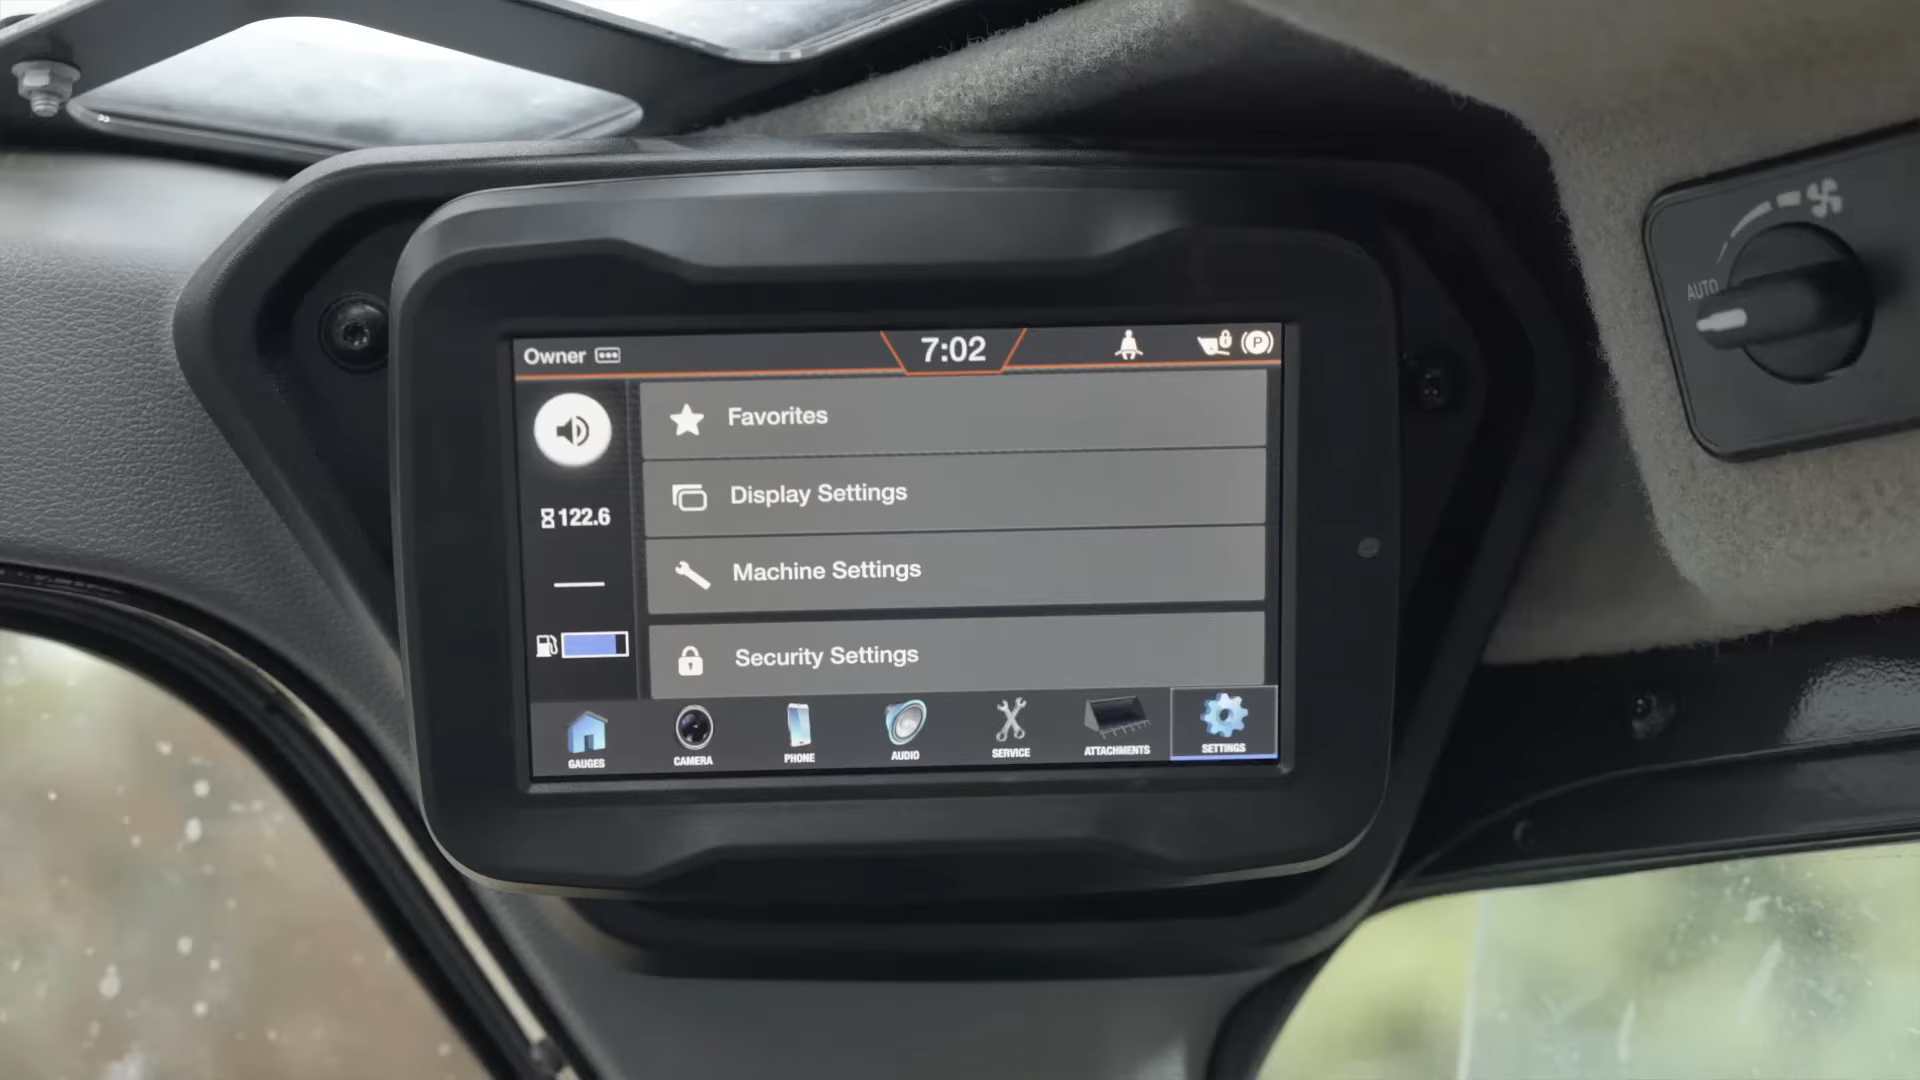 Owner
7:02
P
Favorites
Display Settings
122.6
Machine Settings
Security Settings
GAUGES
CAMERA
PHONE
AUDIO
SERVICE
ATTACHMENTS
SETTINGS
AUTO